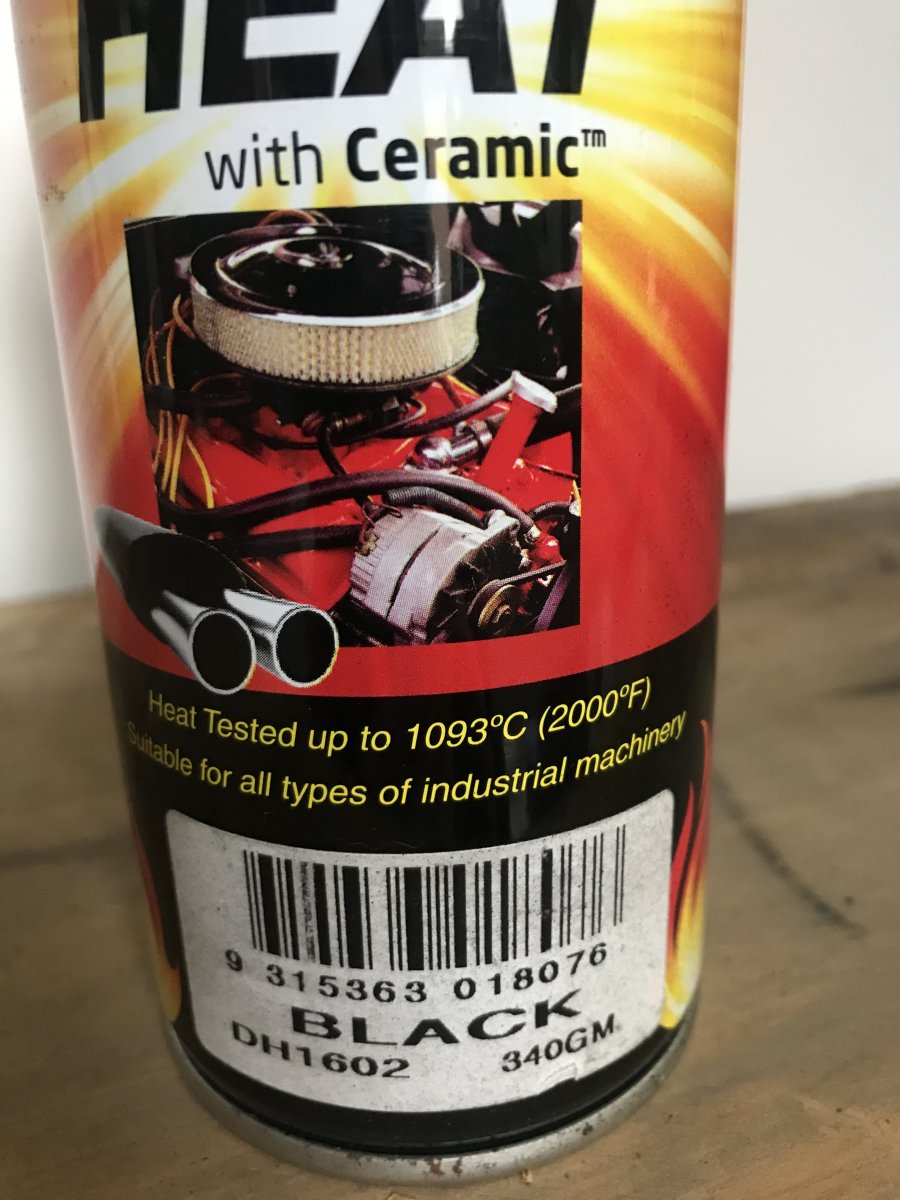 HEAT
with Ceramic™
Heat Tested up to 1093ºC (2000ºF)
Suitable for all types of industrial machinery
9 315363 018076
BLACK
DH1602 340GM